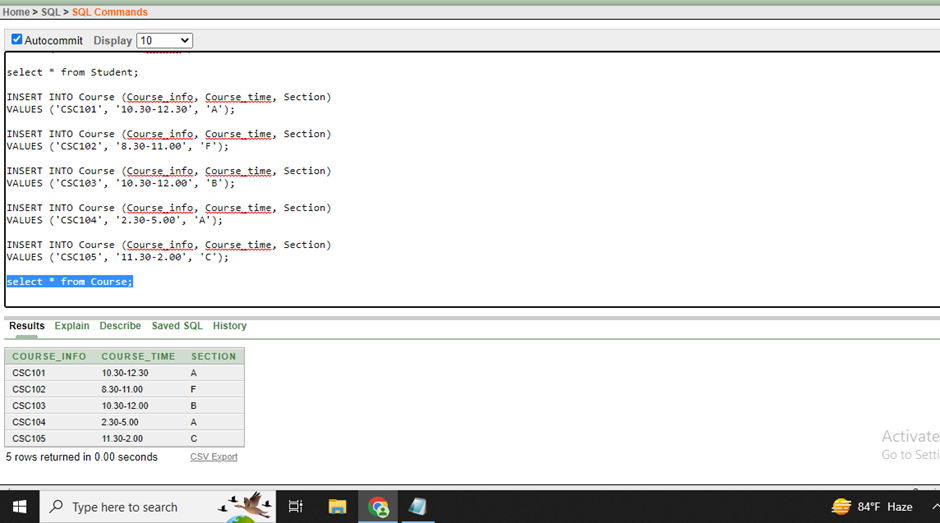 Home > SQL > SQL Commands
Autocommit Display 10
select * from Student;
INSERT INTO Course (Course_info, Course_time, Section)
VALUES ('CSC101', '10.30-12.30', 'A');
INSERT INTO Course (Course_info, Course_time, Section)
VALUES ('CSC102', '8.30-11.00', 'F');
INSERT INTO Course (Course_info, Course_time, Section)
VALUES ('CSC103', '10.30-12.00', 'B');
INSERT INTO Course (Course_info, Course_time, Section)
VALUES ('CSC104', '2.30-5.00', 'A');
INSERT INTO Course (Course_info, Course_time, Section)
VALUES ('CSC105', '11.30-2.00', 'C');
select * from Course;
Results Explain Describe Saved SQL History
COURSE_INFO COURSE_TIME SECTION
CSC101 10.30-12.30 A
CSC102 8.30-11.00 F
CSC103 10.30-12.00 B
CSC104 2.30-5.00 A
CSC105 11.30-2.00 C
5 rows returned in 0.00 seconds CSV Export
Activate
Go to Setti
Type here to search
84°F Haze